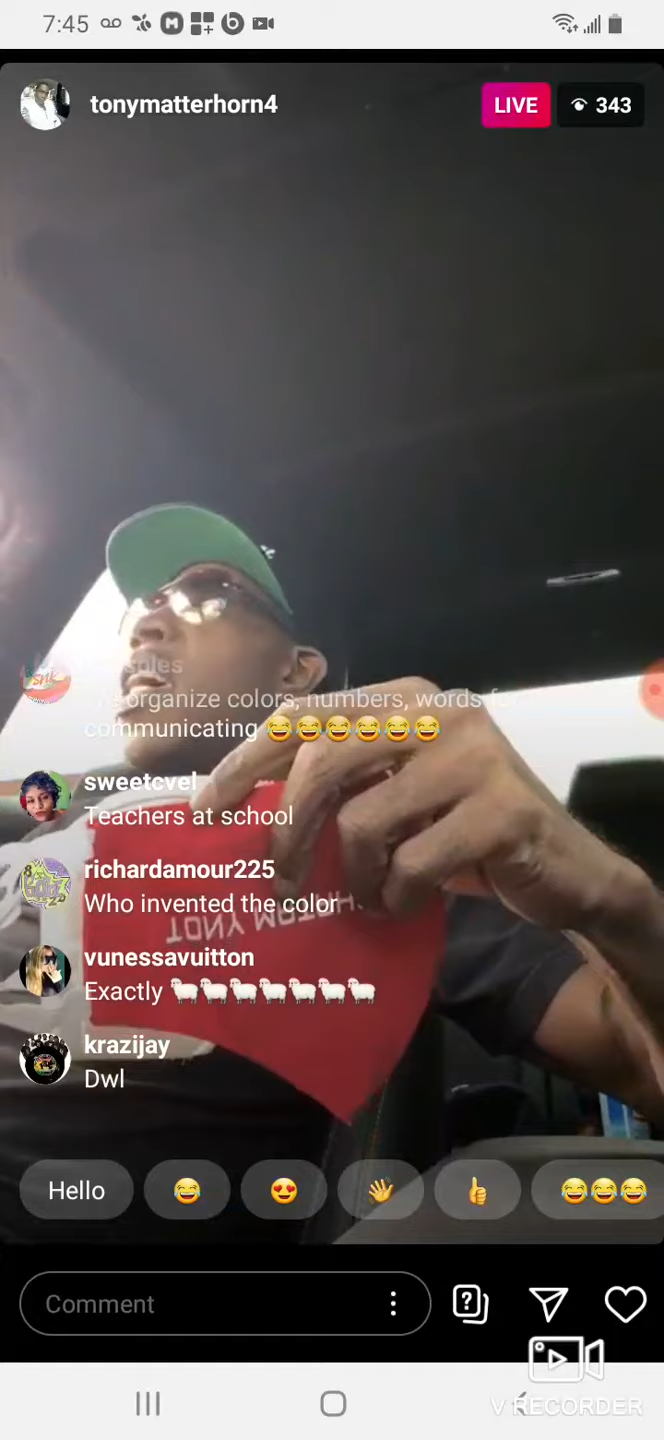 7:45
tonymatterhorn4
LIVE
343
organize colors, numbers, words
communicating 😂😂😂😂😂😂
sweetcvel
Teachers at school
richardamour225
Who invented the color
TONY
vunessavuitton
Exactly 🐑🐑🐑🐑🐑🐑🐑
krazijay
Dwl
Hello 😂 😍 👋 👍 😂😂😂
Comment
V RECORDER